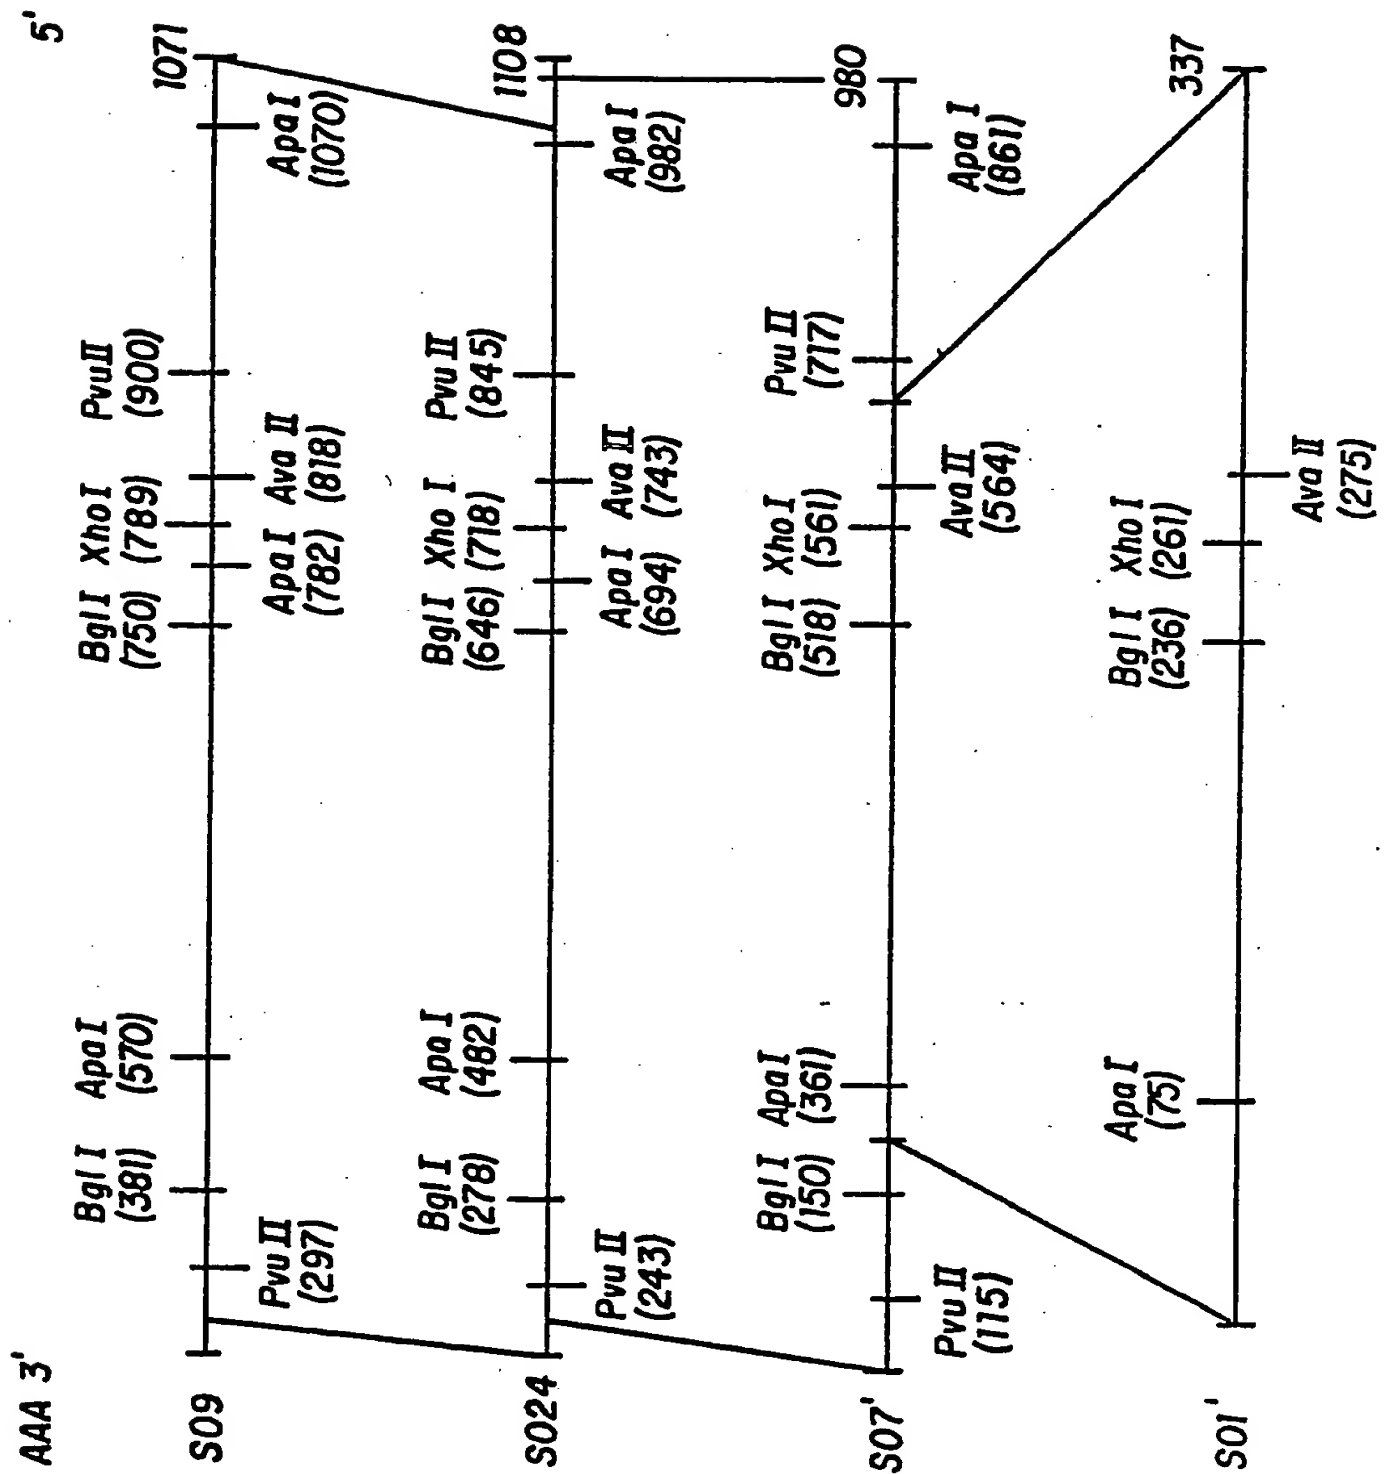 AAA 3'
5'
S09
Pvu II
(297)
Bgl I
(381)
Apa I
(570)
Bgl I
(750)
Apa I
(782)
Xho I
(789)
Ava II
(818)
Pvu II
(900)
Apa I
(1070)
1071
S024
Pvu II
(243)
Bgl I
(278)
Apa I
(482)
Bgl I
(646)
Apa I
(694)
Xho I
(718)
Ava II
(743)
Pvu II
(845)
Apa I
(982)
1108
S07'
Pvu II
(115)
Bgl I
(150)
Apa I
(361)
Bgl I
(518)
Xho I
(561)
Ava II
(564)
Pvu II
(717)
Apa I
(861)
980
S01'
Apa I
(75)
Bgl I
(236)
Xho I
(261)
Ava II
(275)
337